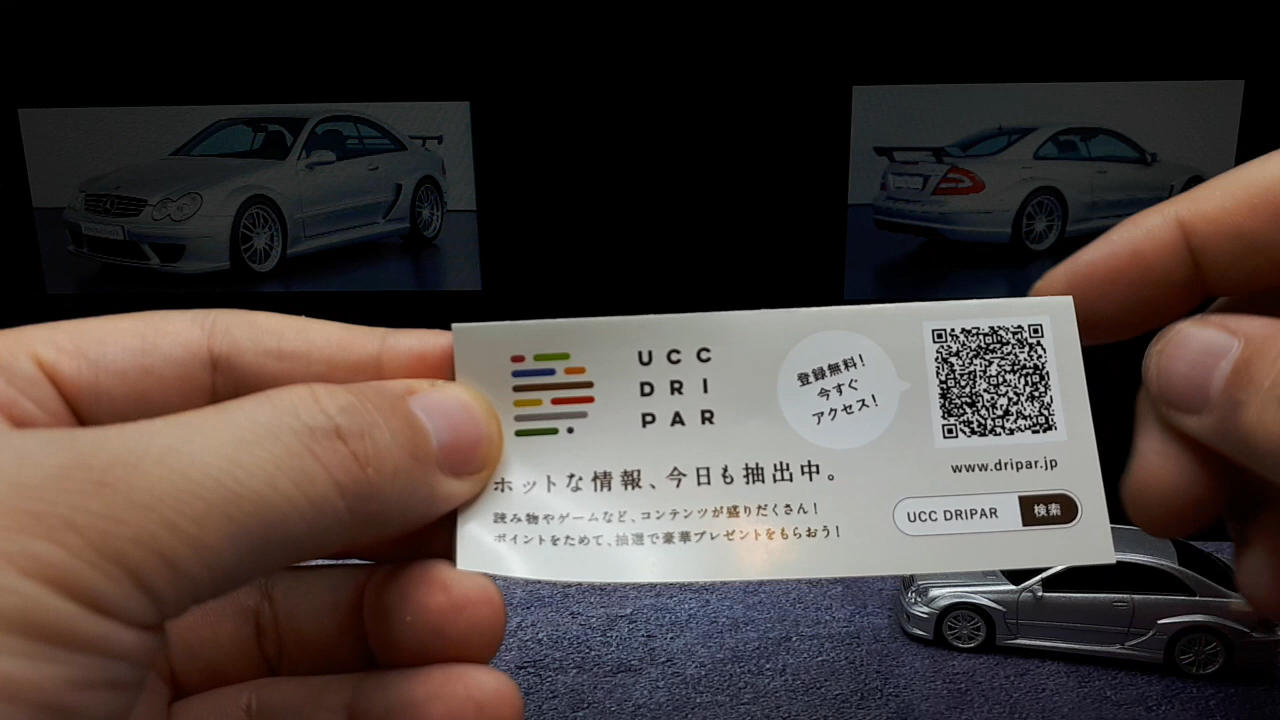 UCC
DRI
PAR
登録無料!
今すぐ
アクセス!
www.dripar.jp
UCC DRIPAR 検索
ホットな情報、今日も抽出中。
読み物やゲームなど、コンテンツが盛りだくさん!
ポイントをためて、抽選で豪華プレゼントをもらおう!